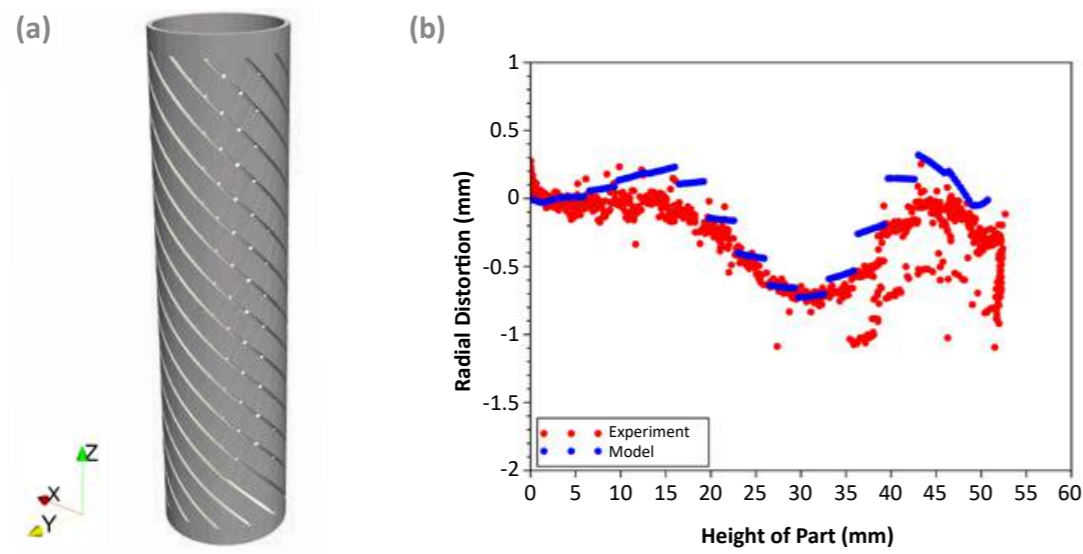 (a)
Z
X
Y
(b)
Radial Distortion (mm)
1
0.5
0
-0.5
-1
-1.5
-2
Experiment
Model
0 5 10 15 20 25 30 35 40 45 50 55 60
Height of Part (mm)